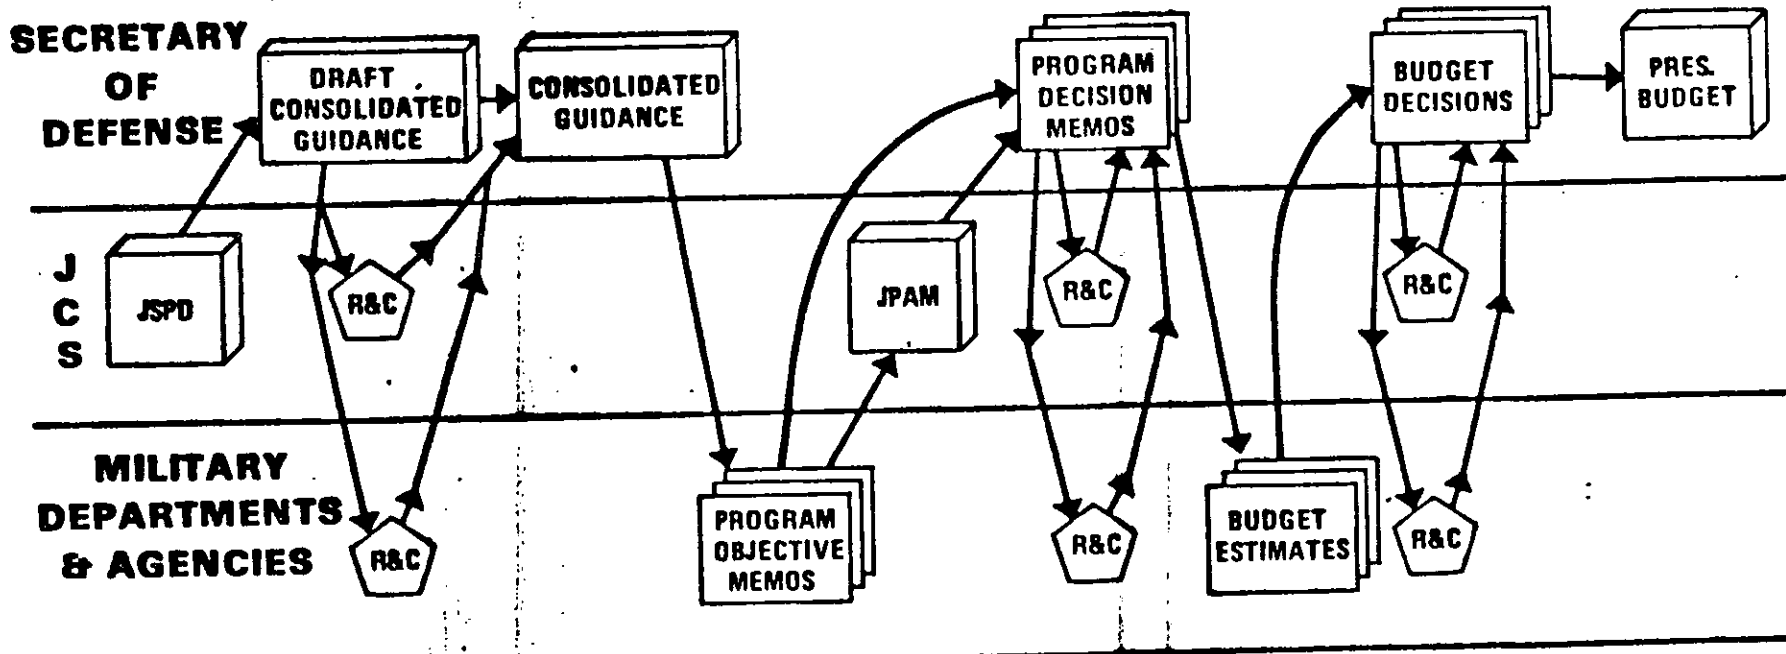 SECRETARY
OF
DEFENSE
DRAFT
CONSOLIDATED
GUIDANCE
CONSOLIDATED
GUIDANCE
PROGRAM
DECISION
MEMOS
BUDGET
DECISIONS
PRES.
BUDGET
J
C
S
JSPD
R&C
JPAM
R&C
R&C
MILITARY
DEPARTMENTS
& AGENCIES
R&C
PROGRAM
OBJECTIVE
MEMOS
R&C
BUDGET
ESTIMATES
R&C